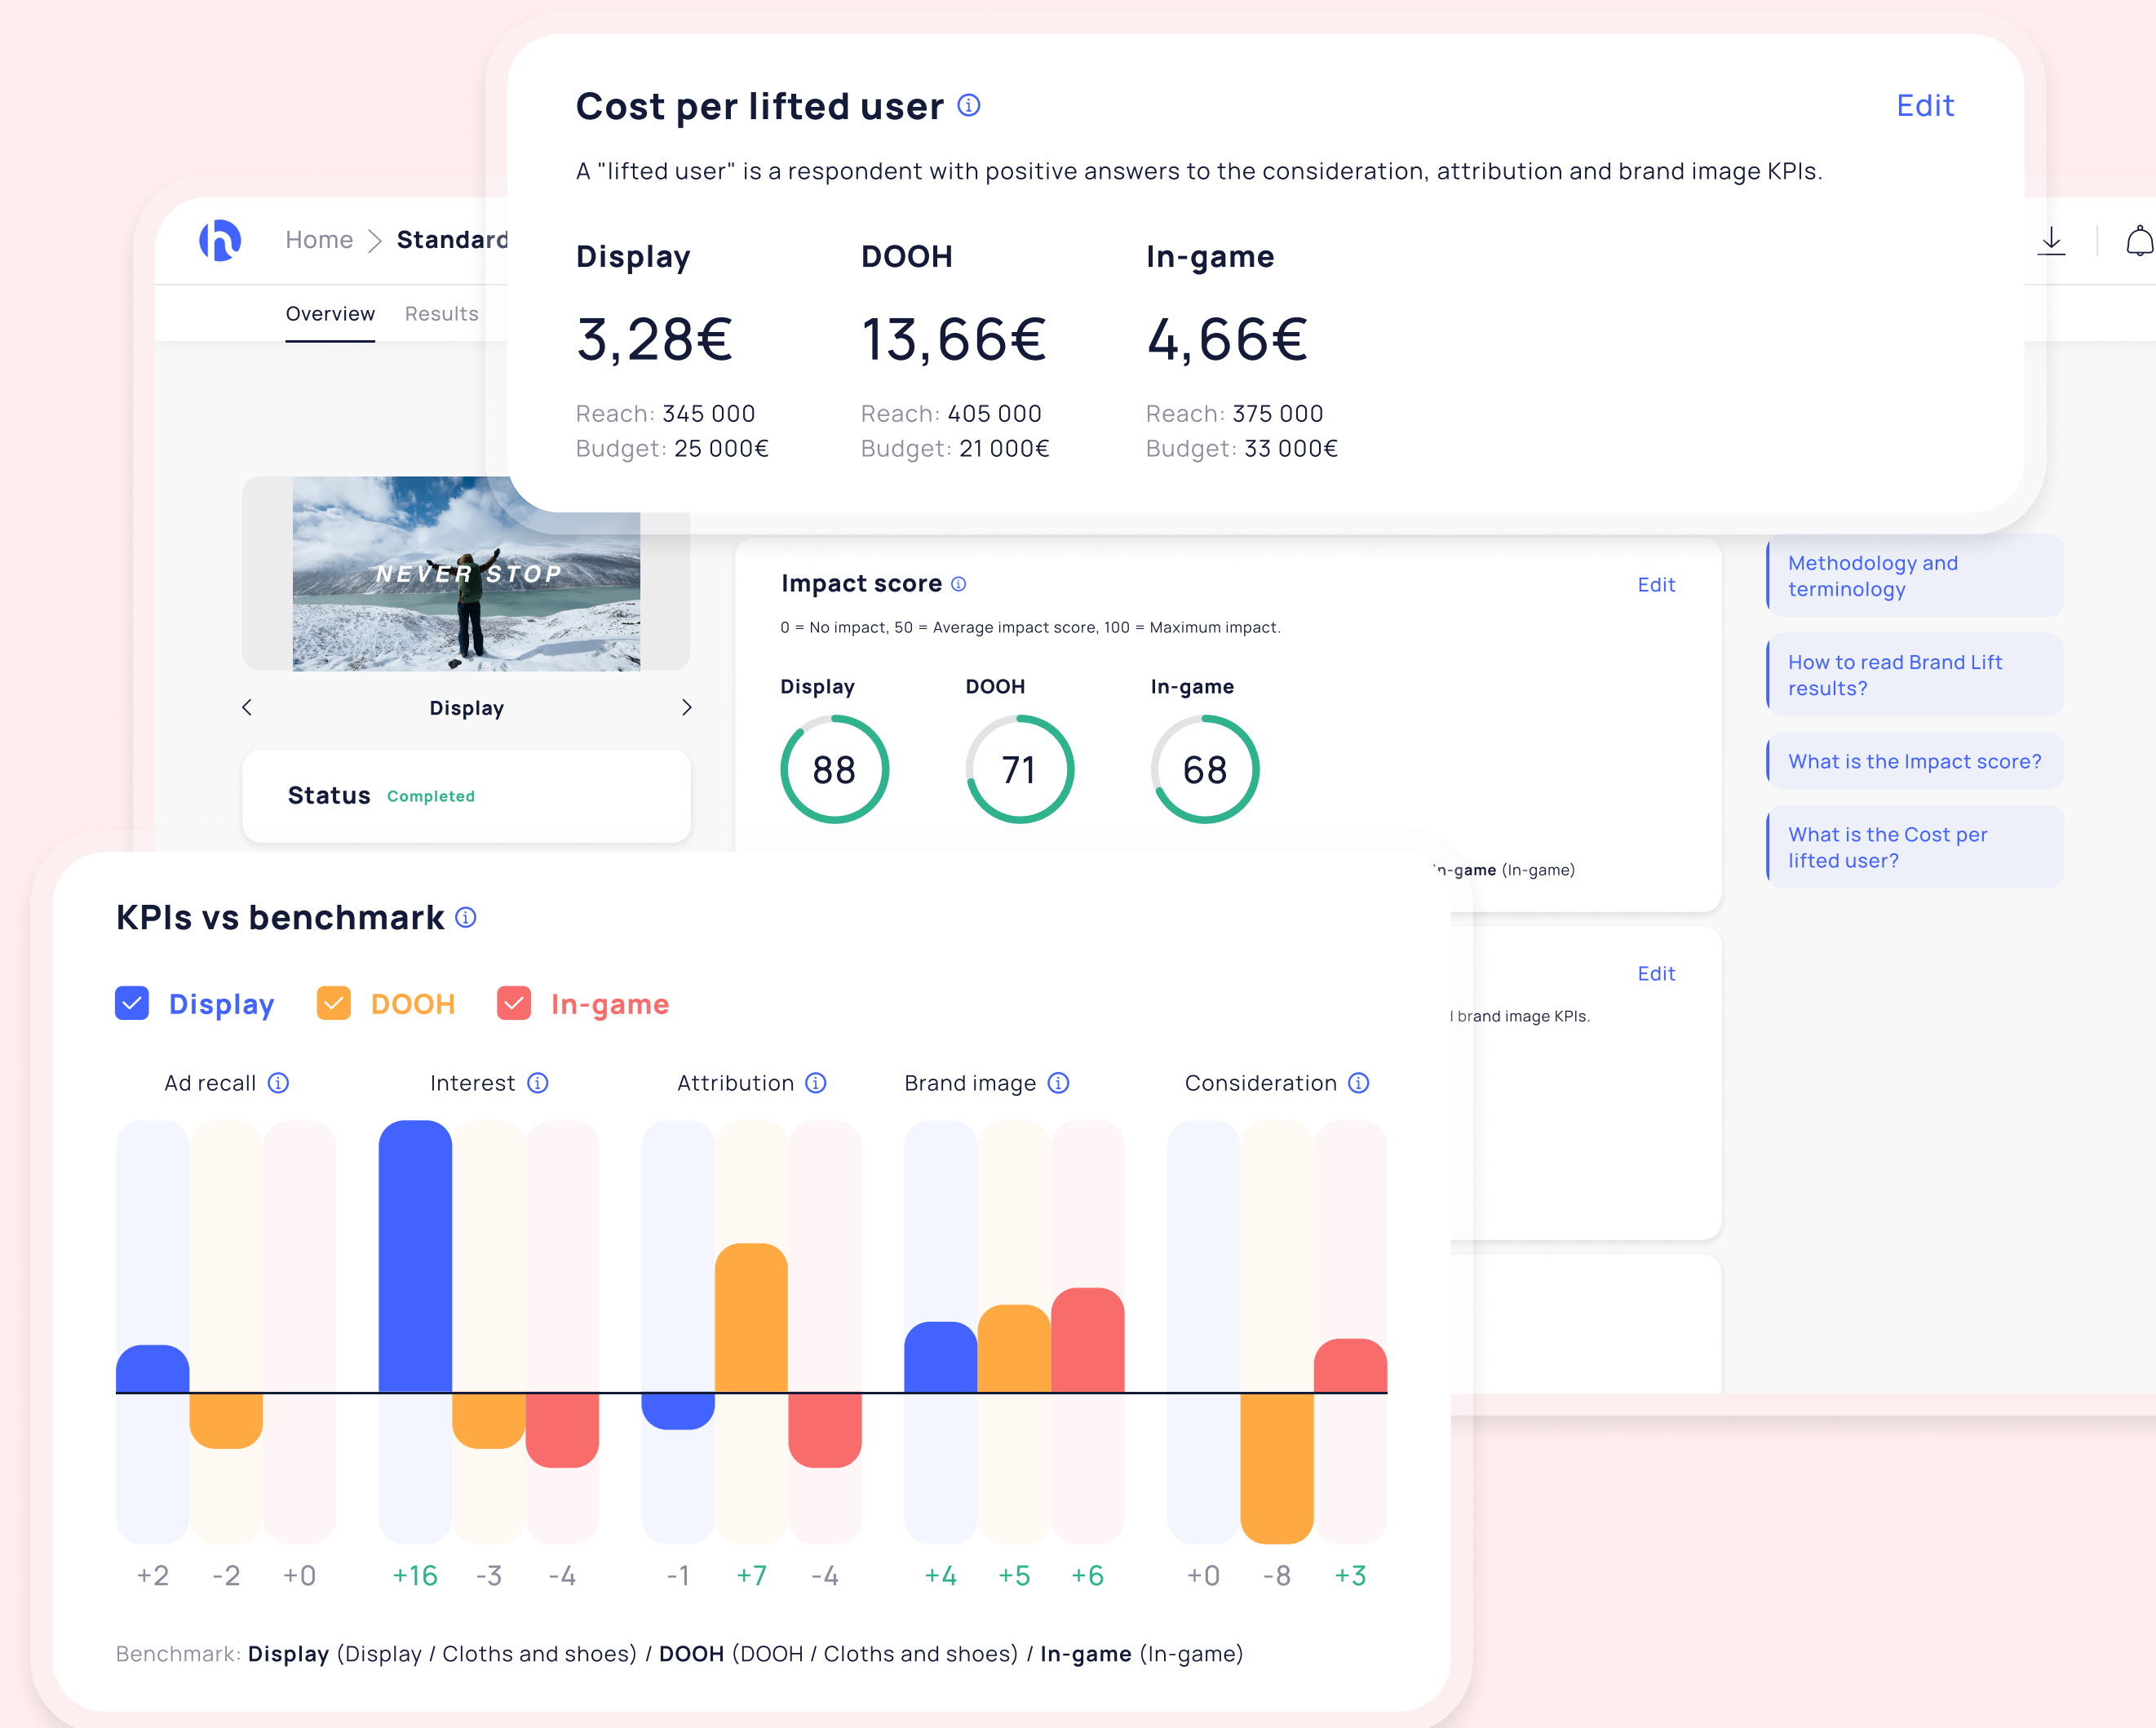 Cost per lifted user
Edit
A "lifted user" is a respondent with positive answers to the consideration, attribution and brand image KPIs.
Display DOOH In-game
3,28€ 13,66€ 4,66€
Reach: 345 000 Reach: 405 000 Reach: 375 000
Budget: 25 000€ Budget: 21 000€ Budget: 33 000€
Home Standard
Overview Results
NEVER STOP
Display
Status Completed
Impact score
Edit
0 = No impact, 50 = Average impact score, 100 = Maximum impact.
Display DOOH In-game
88 71 68
n-game (In-game)
Edit
brand image KPIs.
Methodology and
terminology
How to read Brand Lift
results?
What is the Impact score?
What is the Cost per
lifted user?
KPIs vs benchmark
Display DOOH In-game
Ad recall Interest Attribution Brand image Consideration
+2 -2 +0 +16 -3 -4 -1 +7 -4 +4 +5 +6 +0 -8 +3
Benchmark: Display (Display / Cloths and shoes) / DOOH (DOOH / Cloths and shoes) / In-game (In-game)